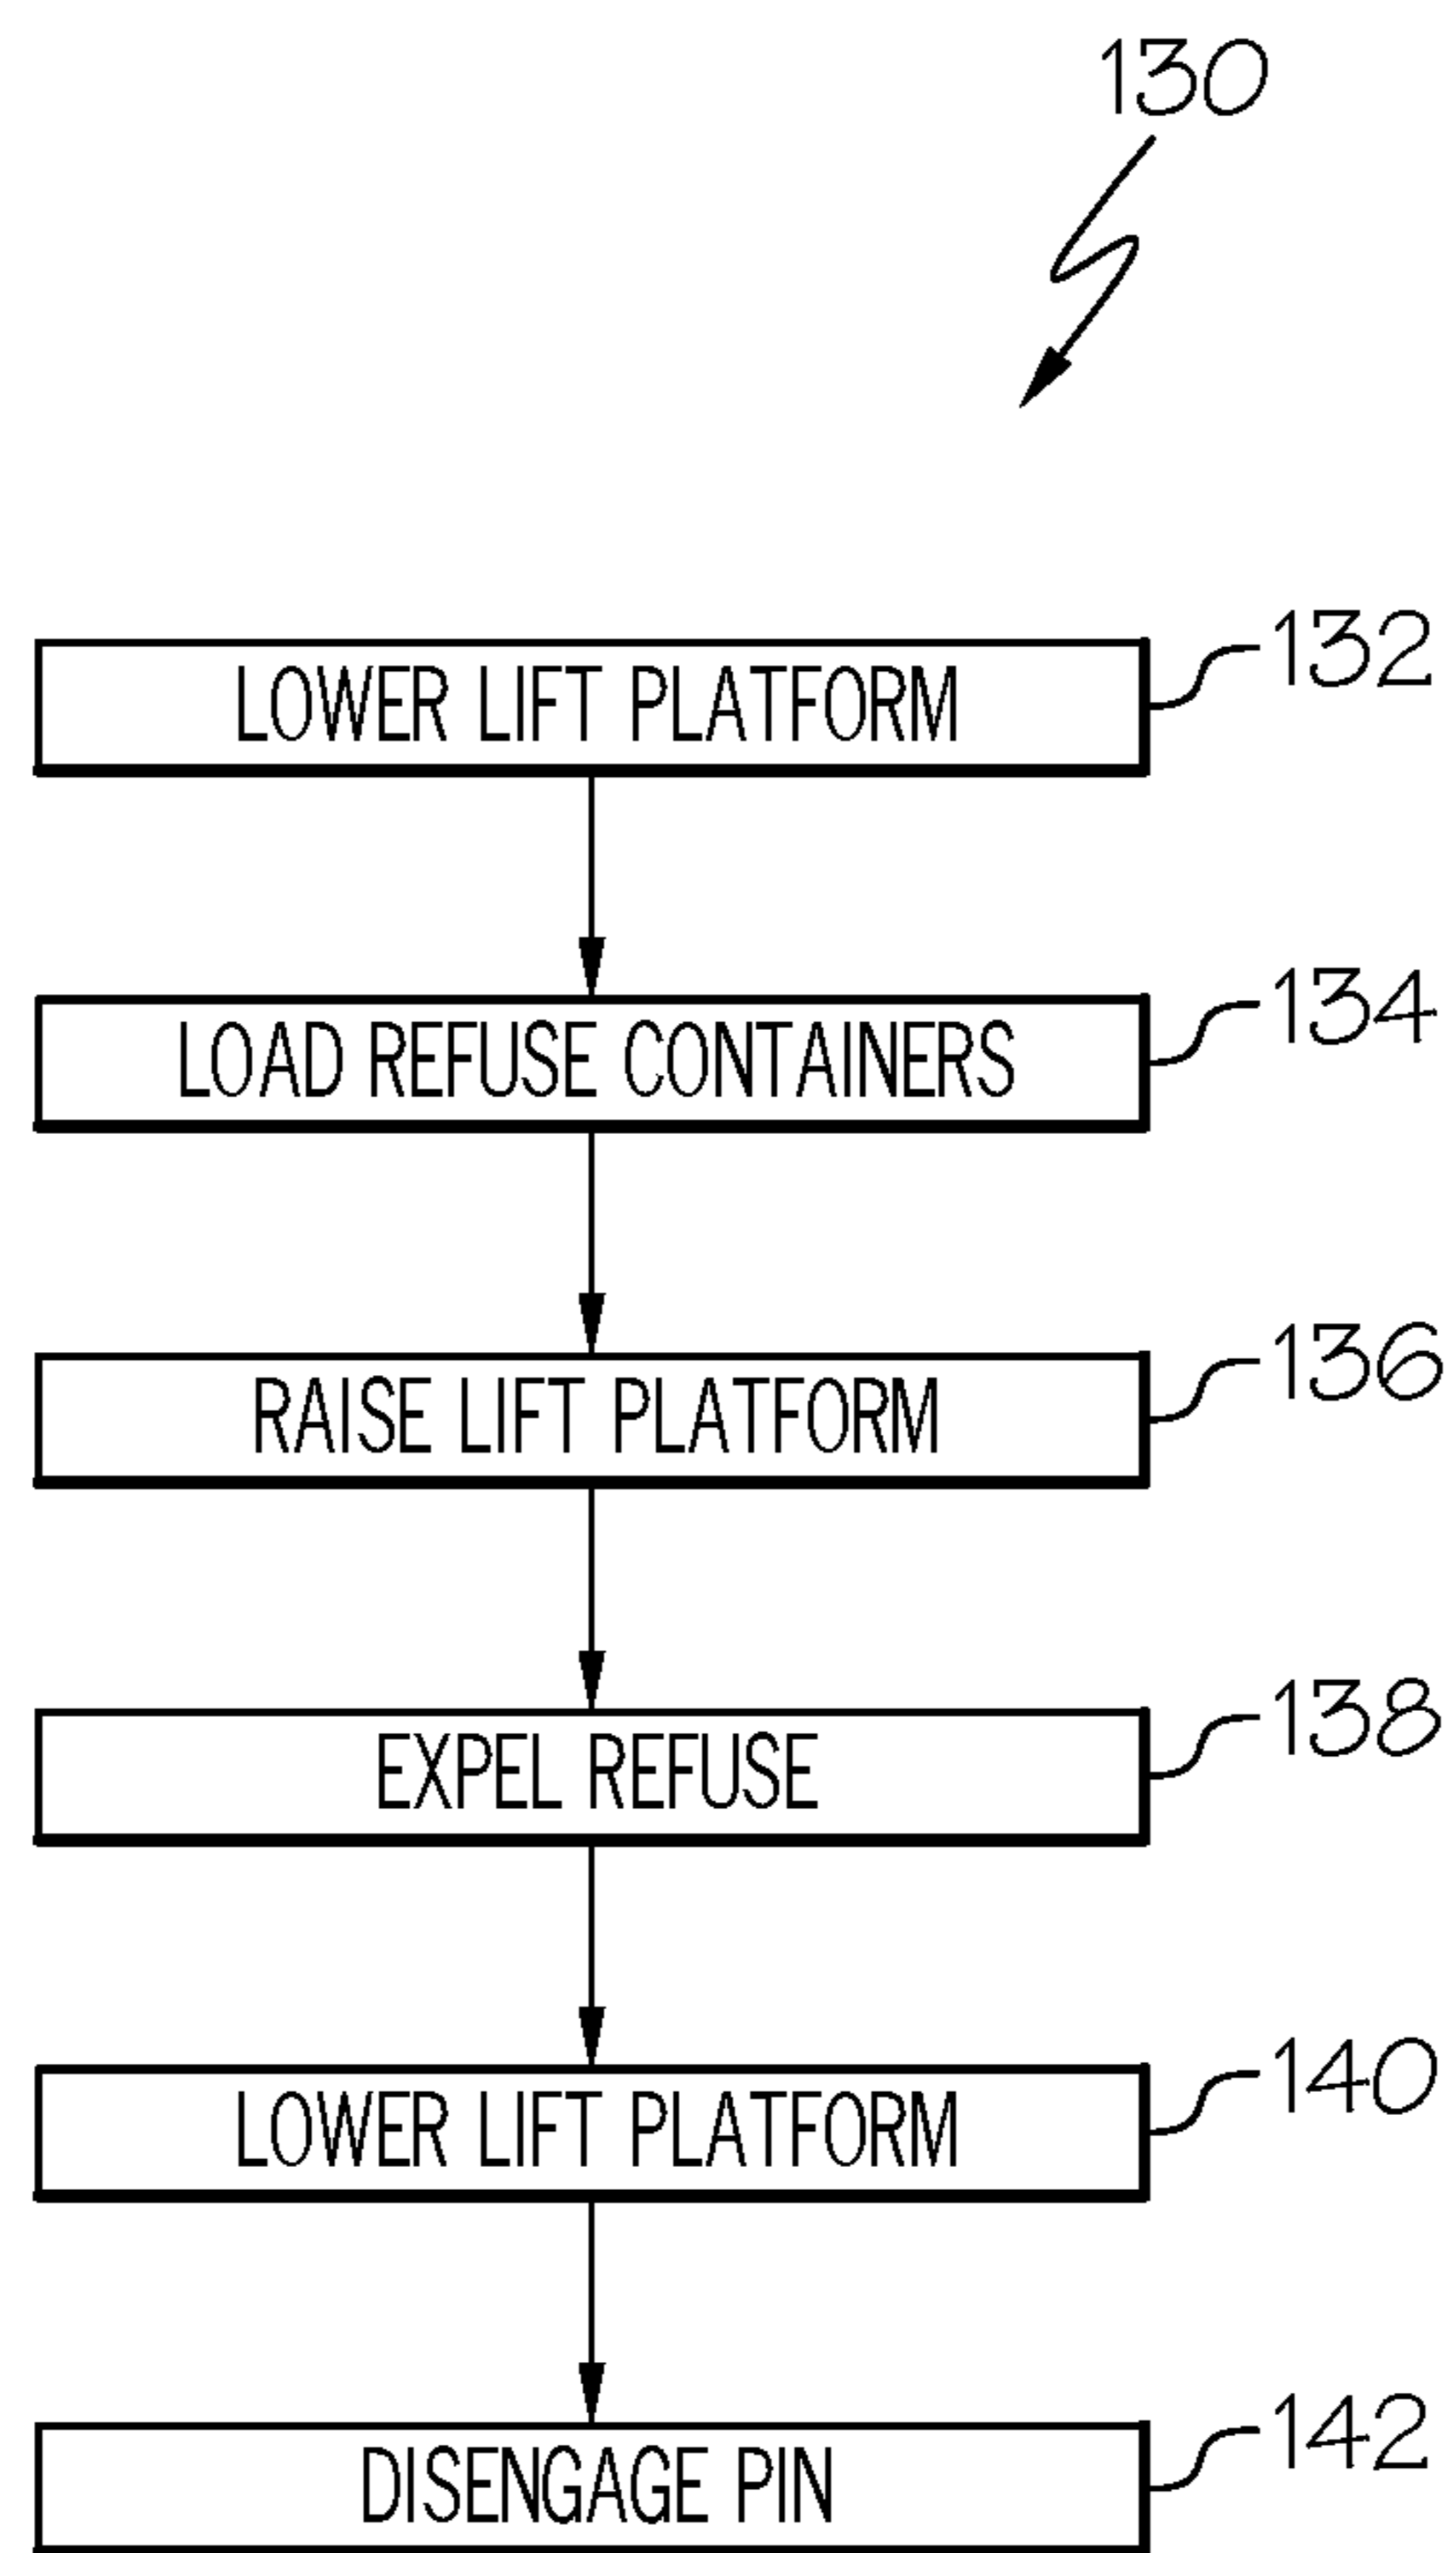 130
LOWER LIFT PLATFORM 132
LOAD REFUSE CONTAINERS 134
RAISE LIFT PLATFORM 136
EXPEL REFUSE 138
LOWER LIFT PLATFORM 140
DISENGAGE PIN 142